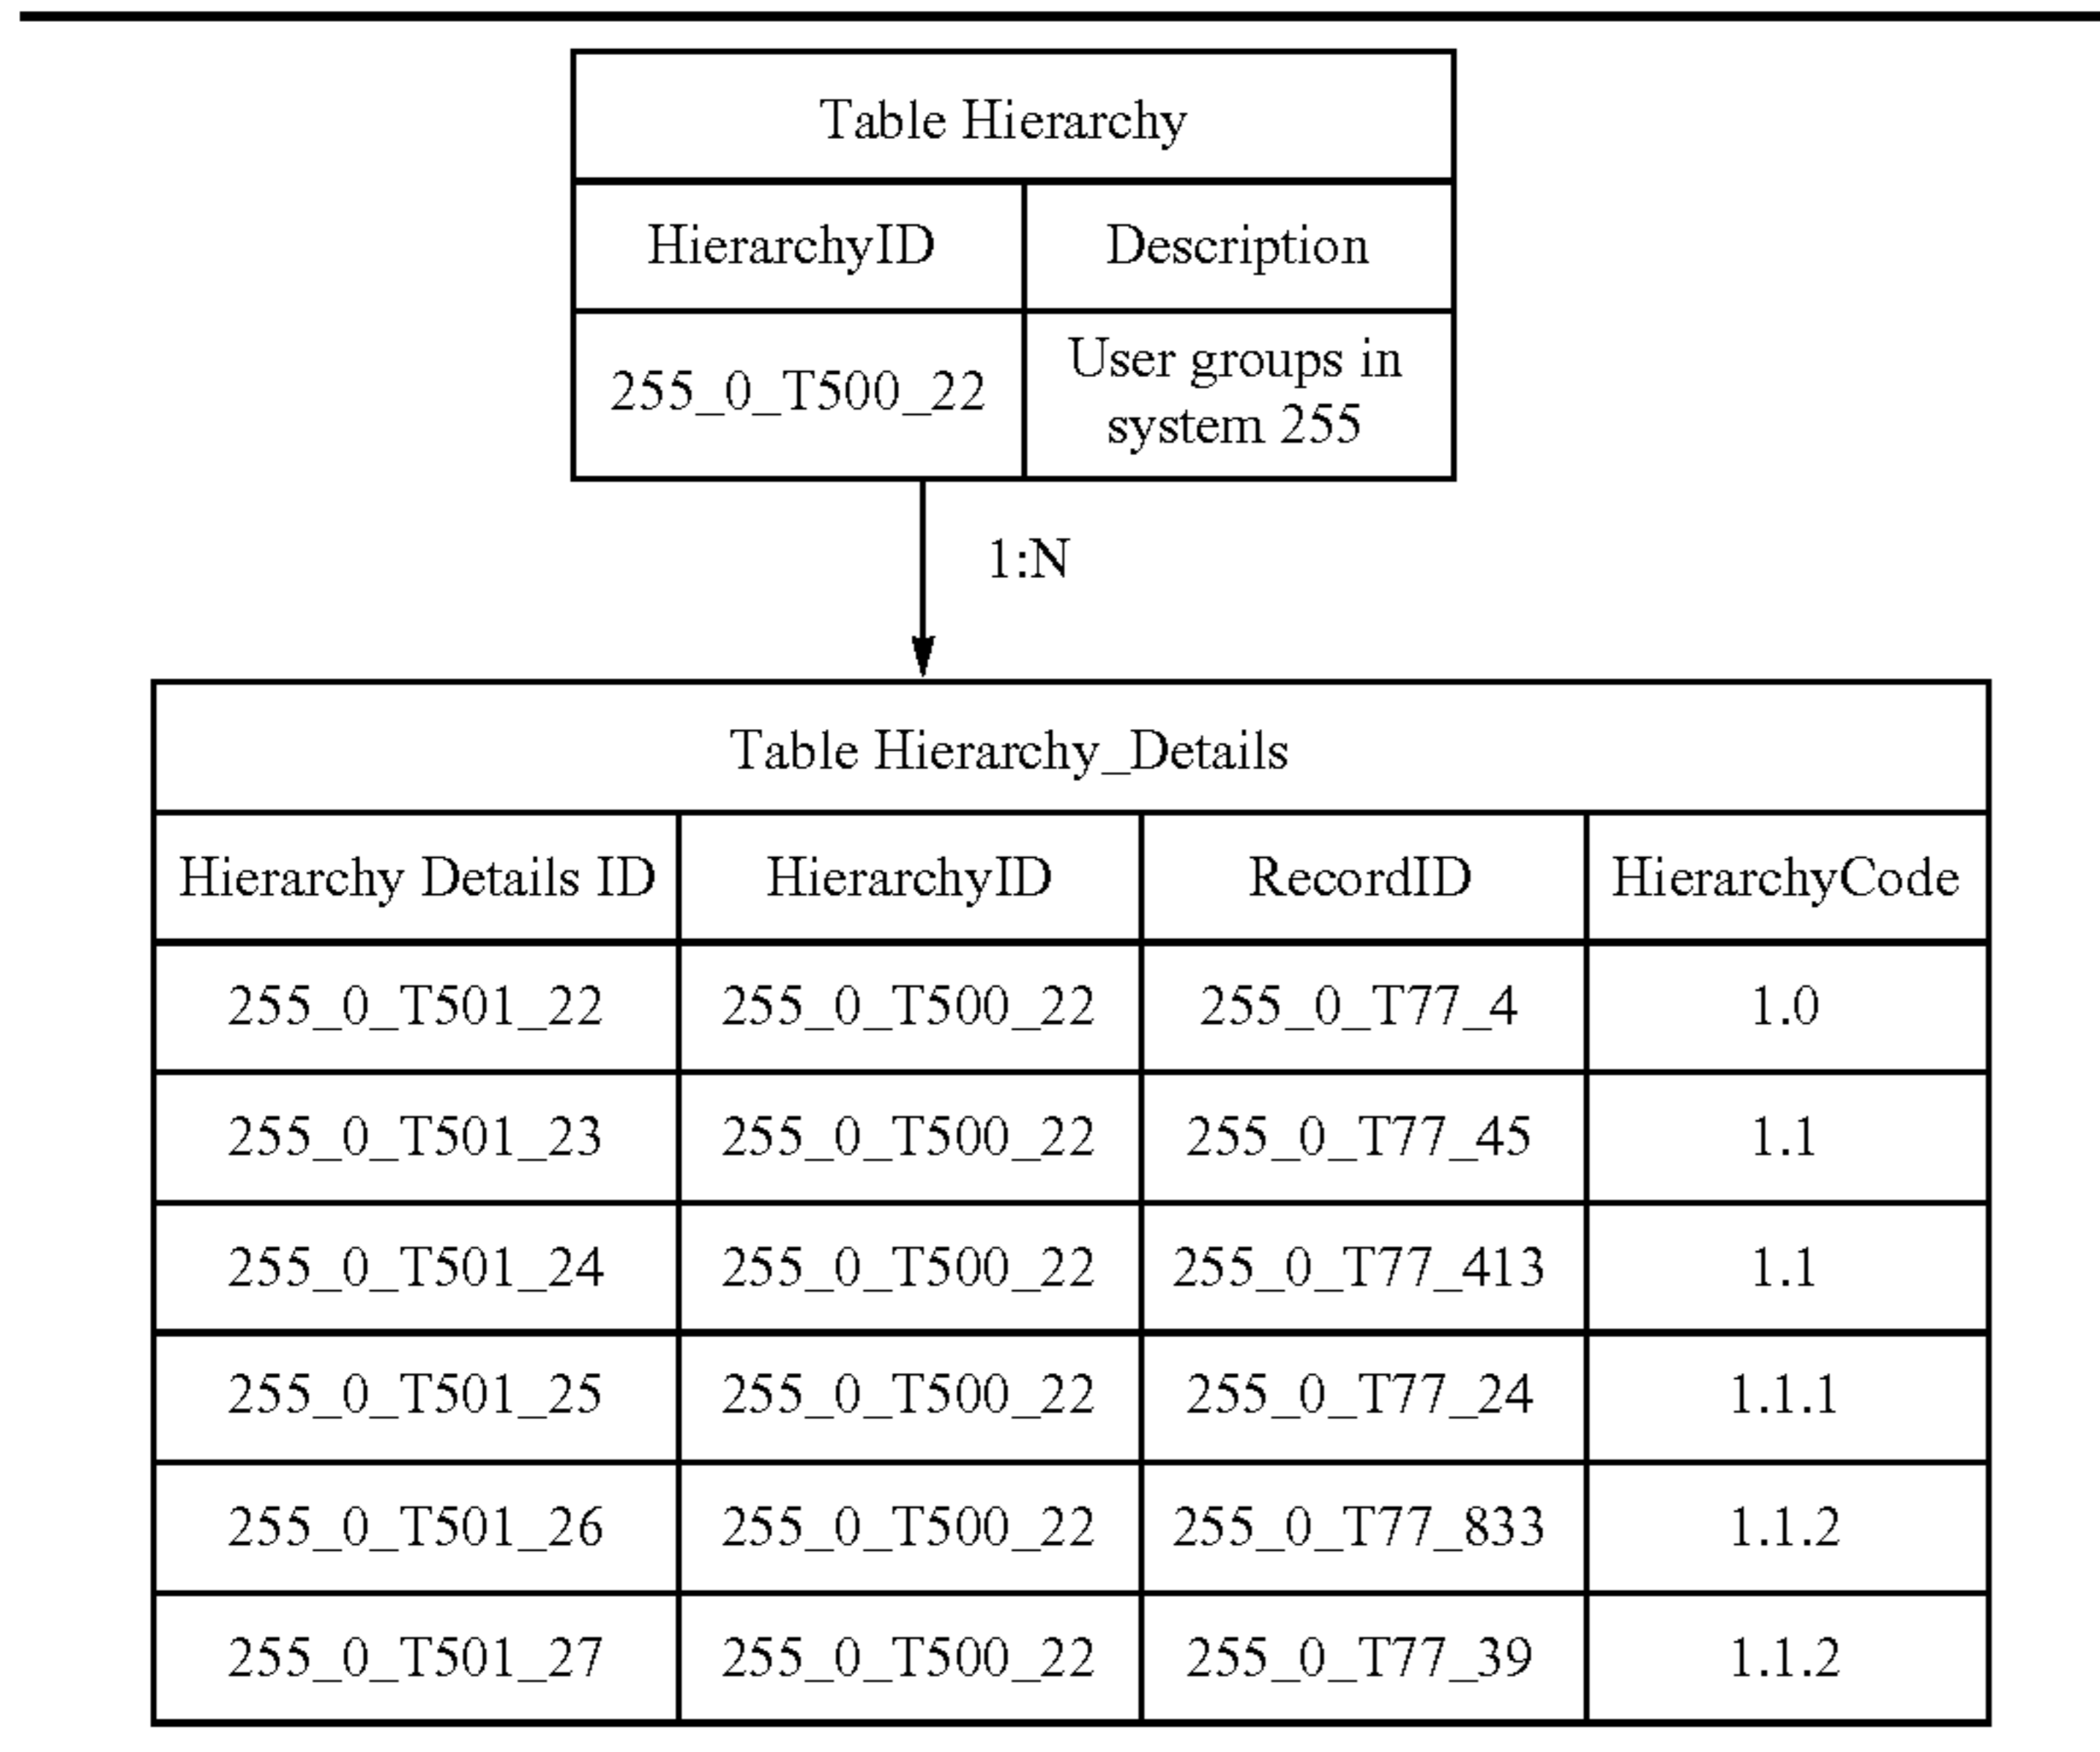 Table Hierarchy
HierarchyID Description
255_0_T500_22 User groups in
system 255
1:N
Table Hierarchy_Details
Hierarchy Details ID HierarchyID RecordID HierarchyCode
255_0_T501_22 255_0_T500_22 255_0_T77_4 1.0
255_0_T501_23 255_0_T500_22 255_0_T77_45 1.1
255_0_T501_24 255_0_T500_22 255_0_T77_413 1.1
255_0_T501_25 255_0_T500_22 255_0_T77_24 1.1.1
255_0_T501_26 255_0_T500_22 255_0_T77_833 1.1.2
255_0_T501_27 255_0_T500_22 255_0_T77_39 1.1.2